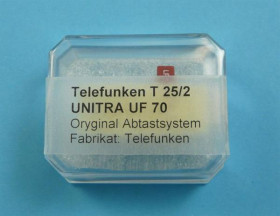 Telefunken T 25/2
UNITRA UF 70
Oryginal Abtastsystem
Fabrikat: Telefunken